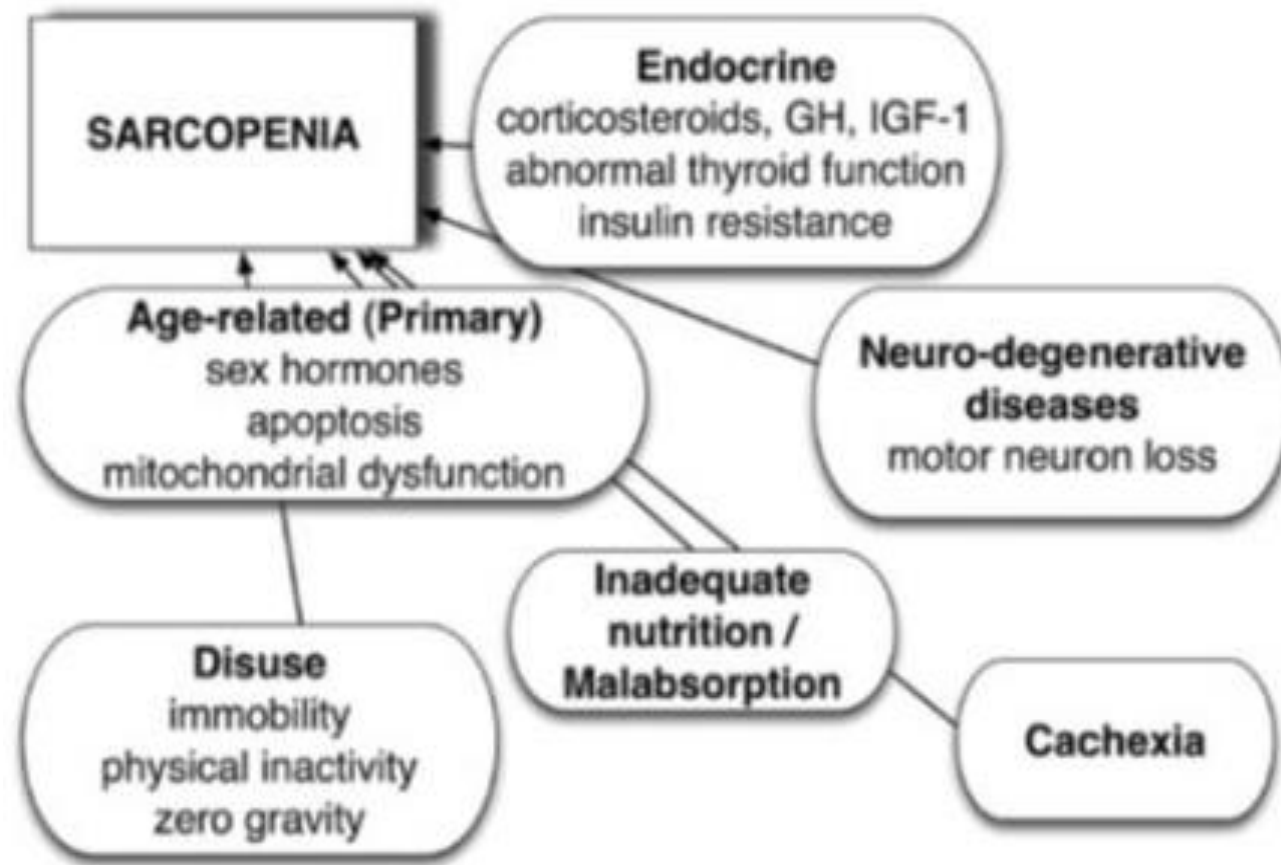 SARCOPENIA
Endocrine
corticosteroids, GH, IGF-1
abnormal thyroid function
insulin resistance
Age-related (Primary)
sex hormones
apoptosis
mitochondrial dysfunction
Neuro-degenerative
diseases
motor neuron loss
Inadequate
nutrition /
Malabsorption
Disuse
immobility
physical inactivity
zero gravity
Cachexia